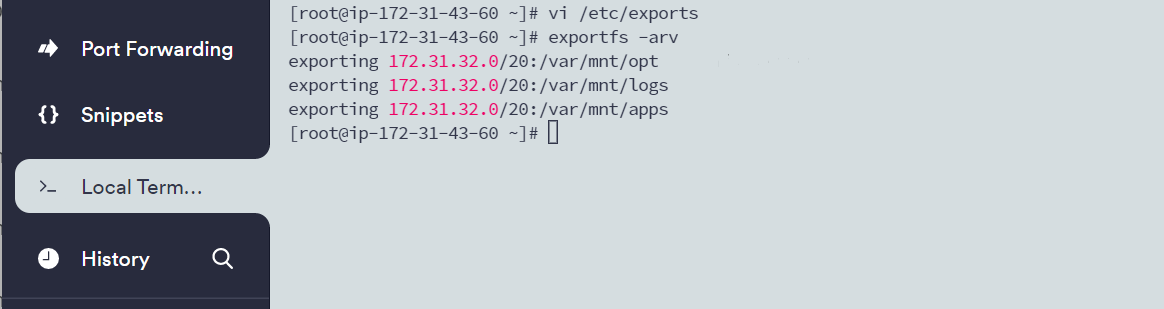 Port Forwarding
Snippets
Local Term...
History
[root@ip-172-31-43-60 ~]# vi /etc/exports
[root@ip-172-31-43-60 ~]# exportfs -arv
exporting 172.31.32.0/20:/var/mnt/opt
exporting 172.31.32.0/20:/var/mnt/logs
exporting 172.31.32.0/20:/var/mnt/apps
[root@ip-172-31-43-60 ~]#